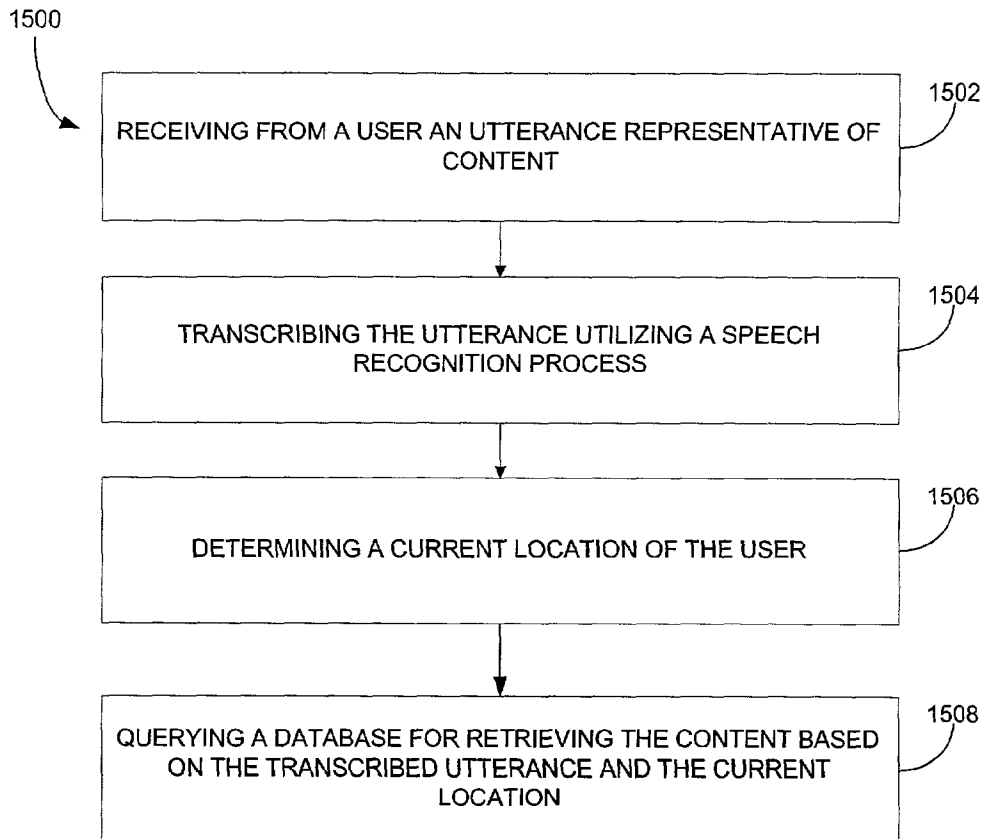 1500
1502
RECEIVING FROM A USER AN UTTERANCE REPRESENTATIVE OF
CONTENT
1504
TRANSCRIBING THE UTTERANCE UTILIZING A SPEECH
RECOGNITION PROCESS
1506
DETERMINING A CURRENT LOCATION OF THE USER
1508
QUERYING A DATABASE FOR RETRIEVING THE CONTENT BASED
ON THE TRANSCRIBED UTTERANCE AND THE CURRENT
LOCATION